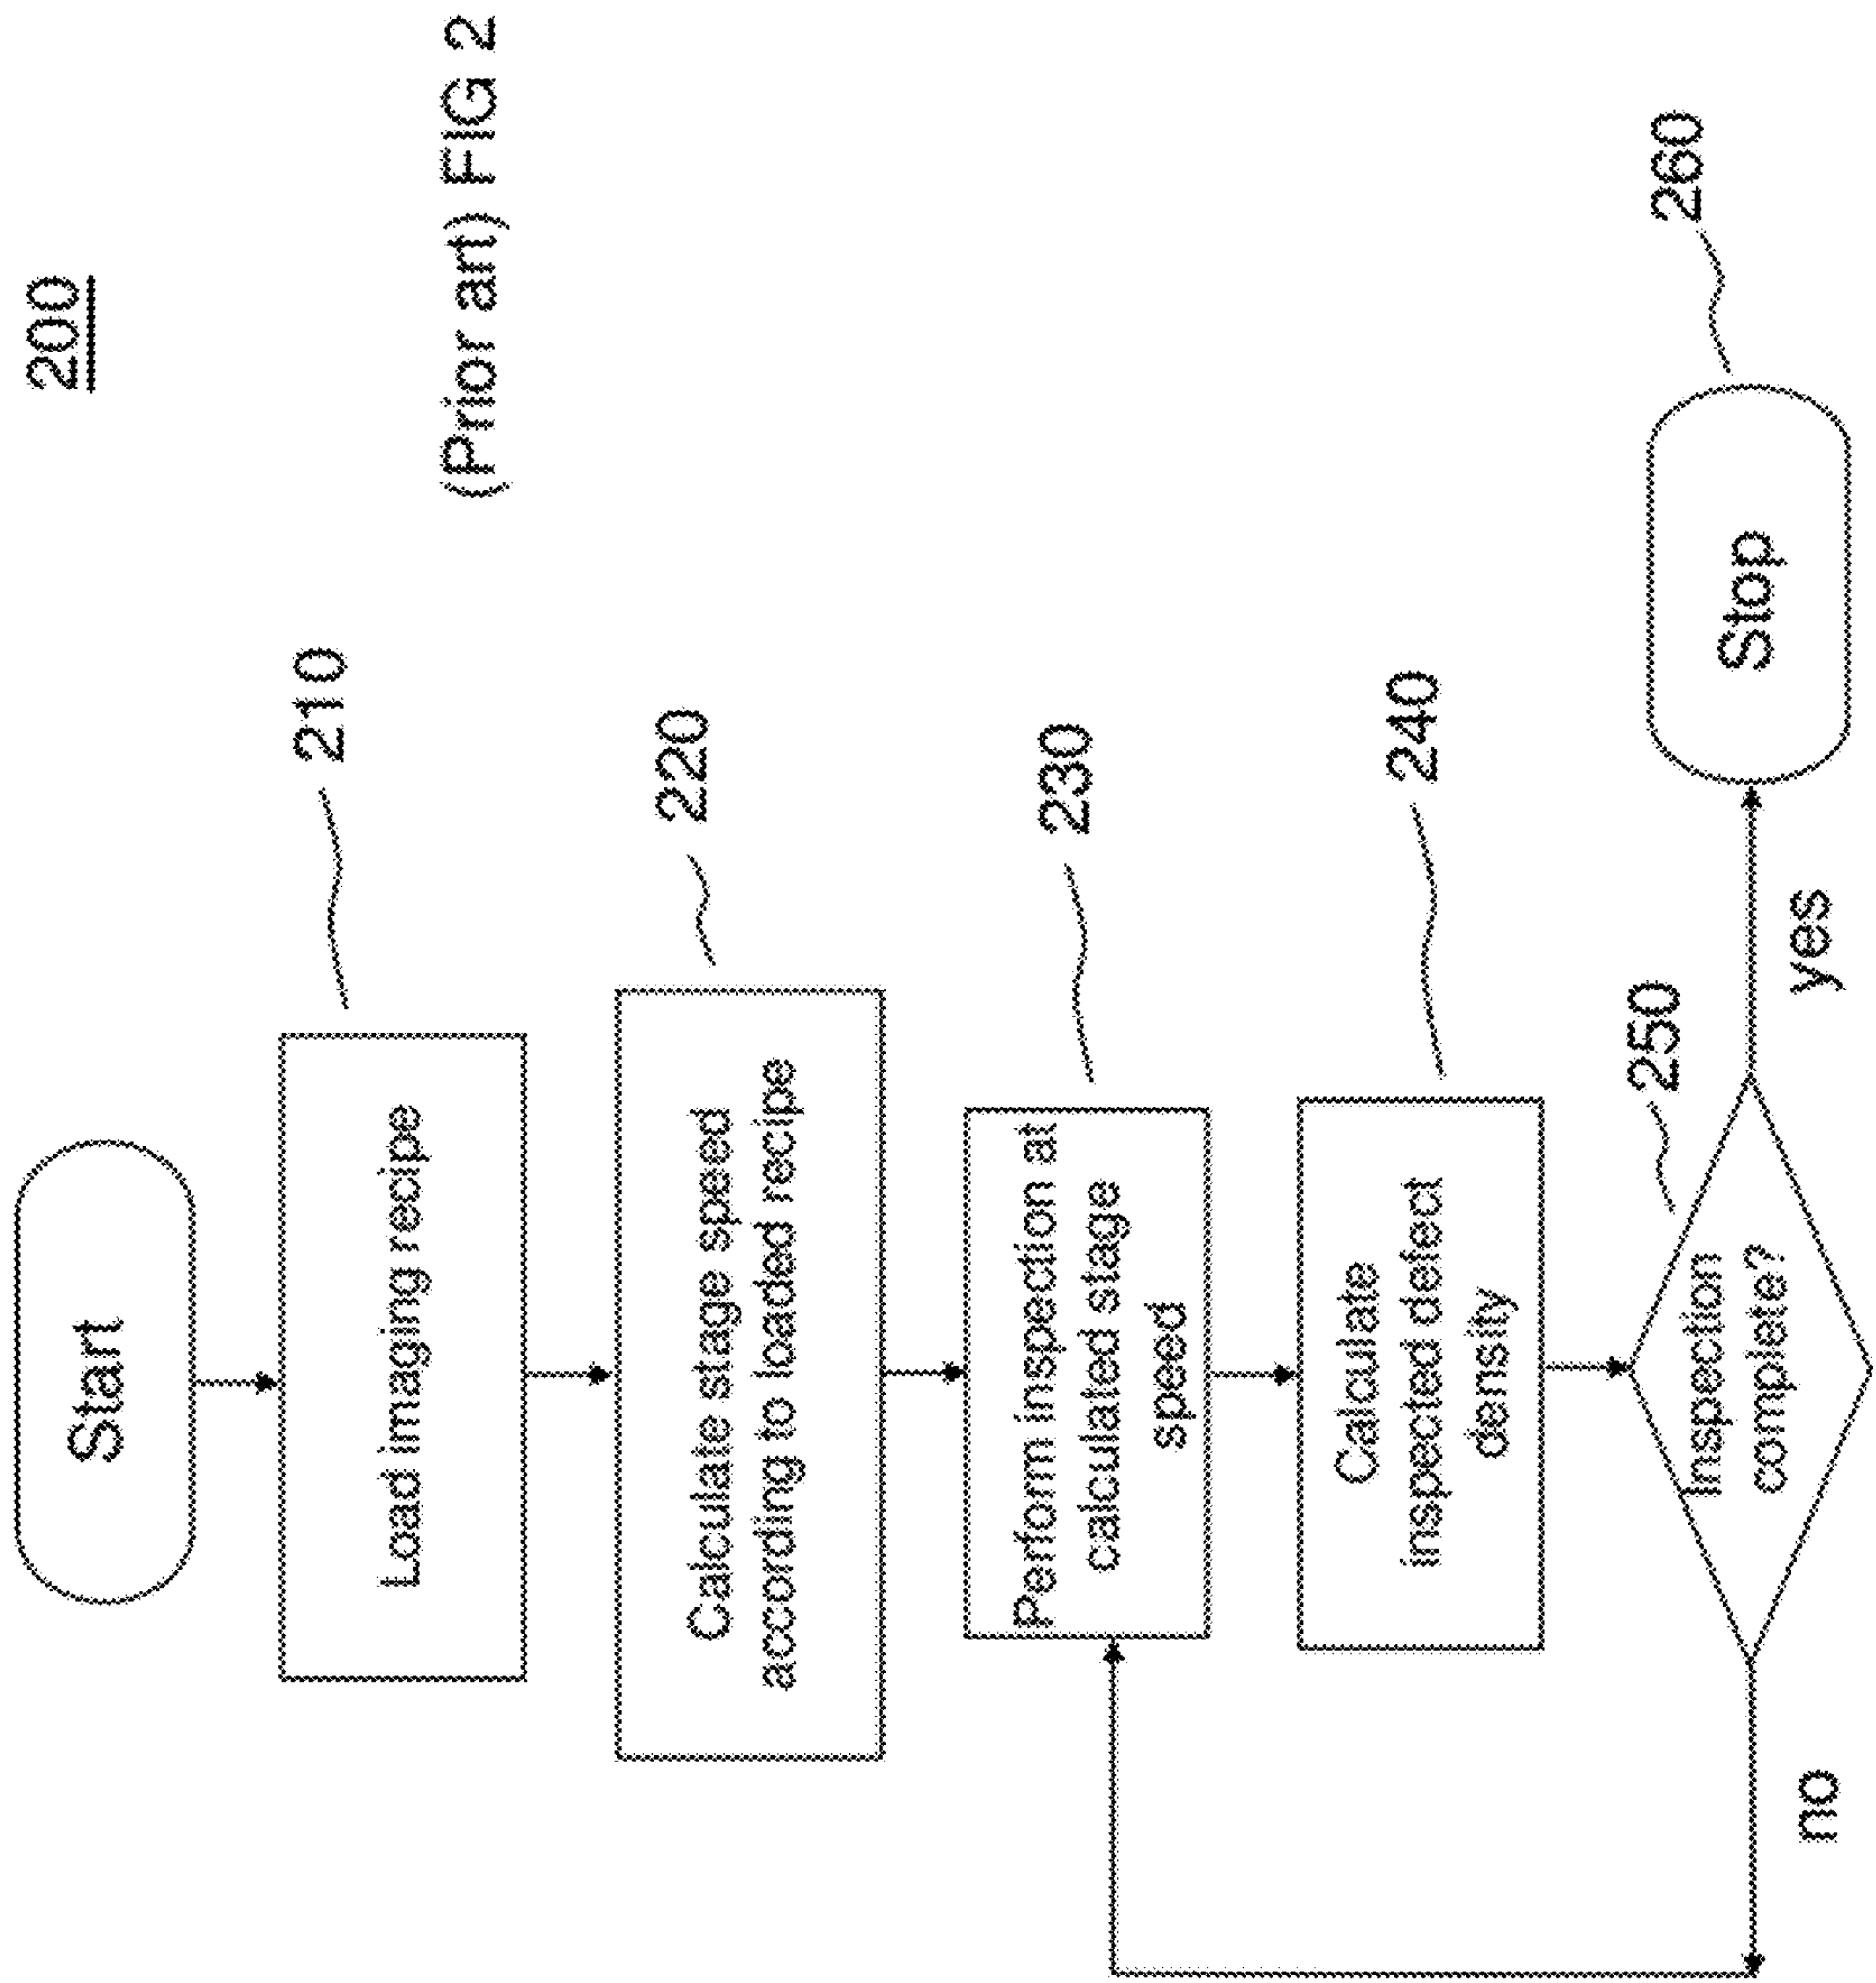 200
Start
210
Load imaging recipe
(Prior art) FIG 2
220
Calculate stage speed
according to loaded recipe
230
Perform inspection at
calculated stage
speed
240
Calculate
inspected defect
density
250
Inspection
complete?
no
yes
260
Stop